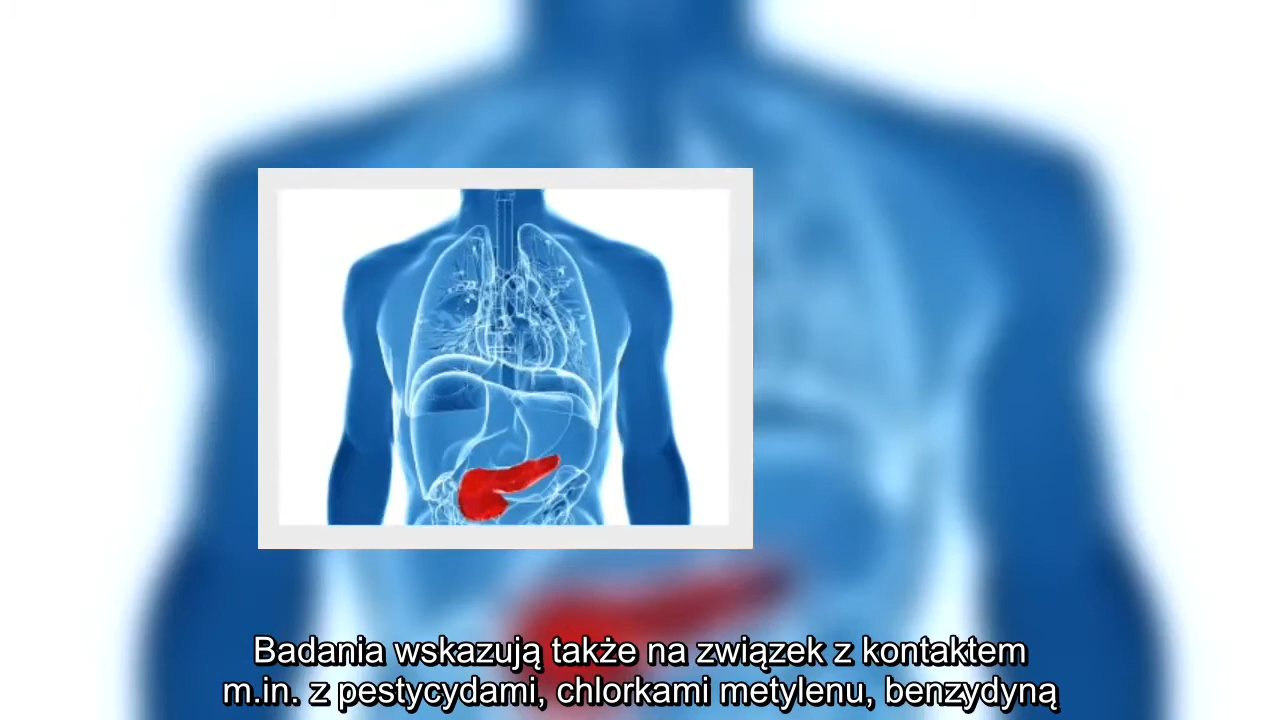 Badania wskazują także na związek z kontaktem
m.in. z pestycydami, chlorkami metylenu, benzydyną